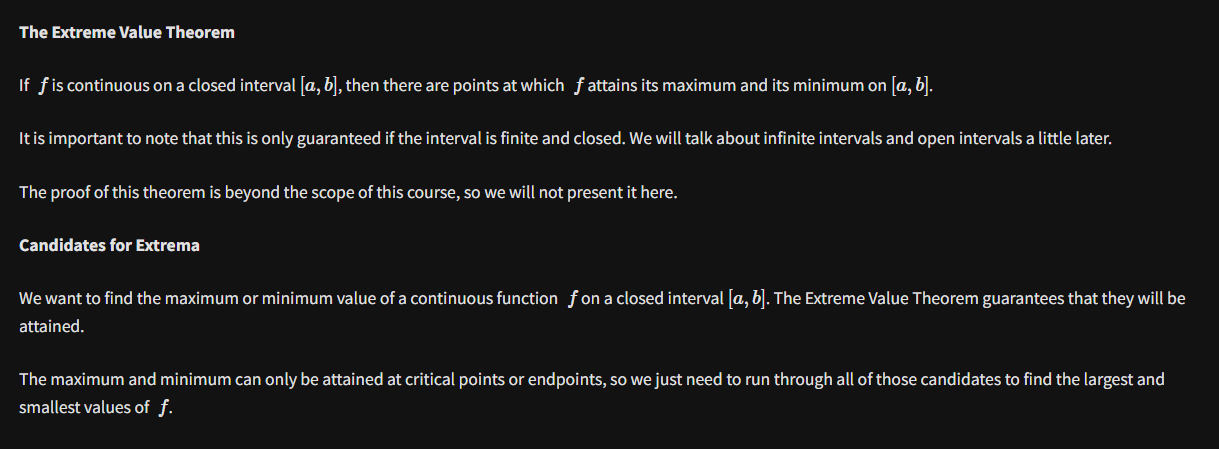 The Extreme Value Theorem
If f is continuous on a closed interval [a, b], then there are points at which f attains its maximum and its minimum on [a, b].
It is important to note that this is only guaranteed if the interval is finite and closed. We will talk about infinite intervals and open intervals a little later.
The proof of this theorem is beyond the scope of this course, so we will not present it here.
Candidates for Extrema
We want to find the maximum or minimum value of a continuous function f on a closed interval [a, b]. The Extreme Value Theorem guarantees that they will be
attained.
The maximum and minimum can only be attained at critical points or endpoints, so we just need to run through all of those candidates to find the largest and
smallest values of f.